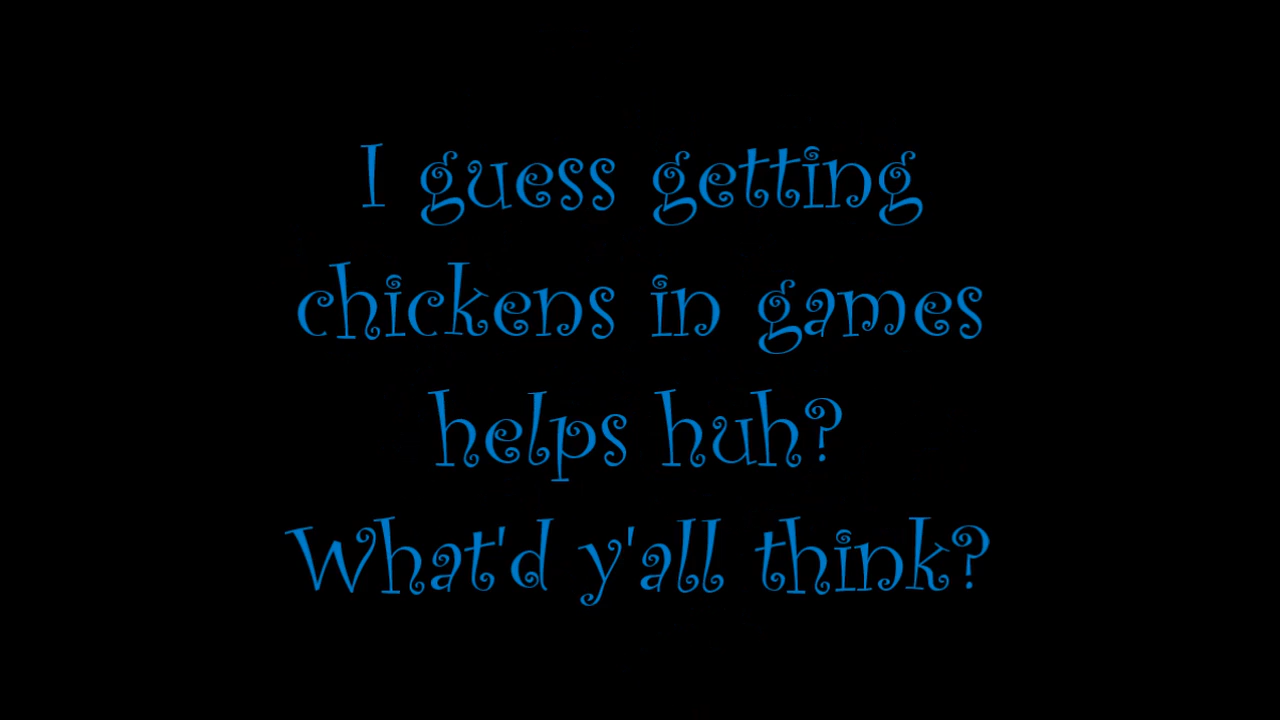 I guess getting
chickens in games
helps huh?
What'd y'all think?